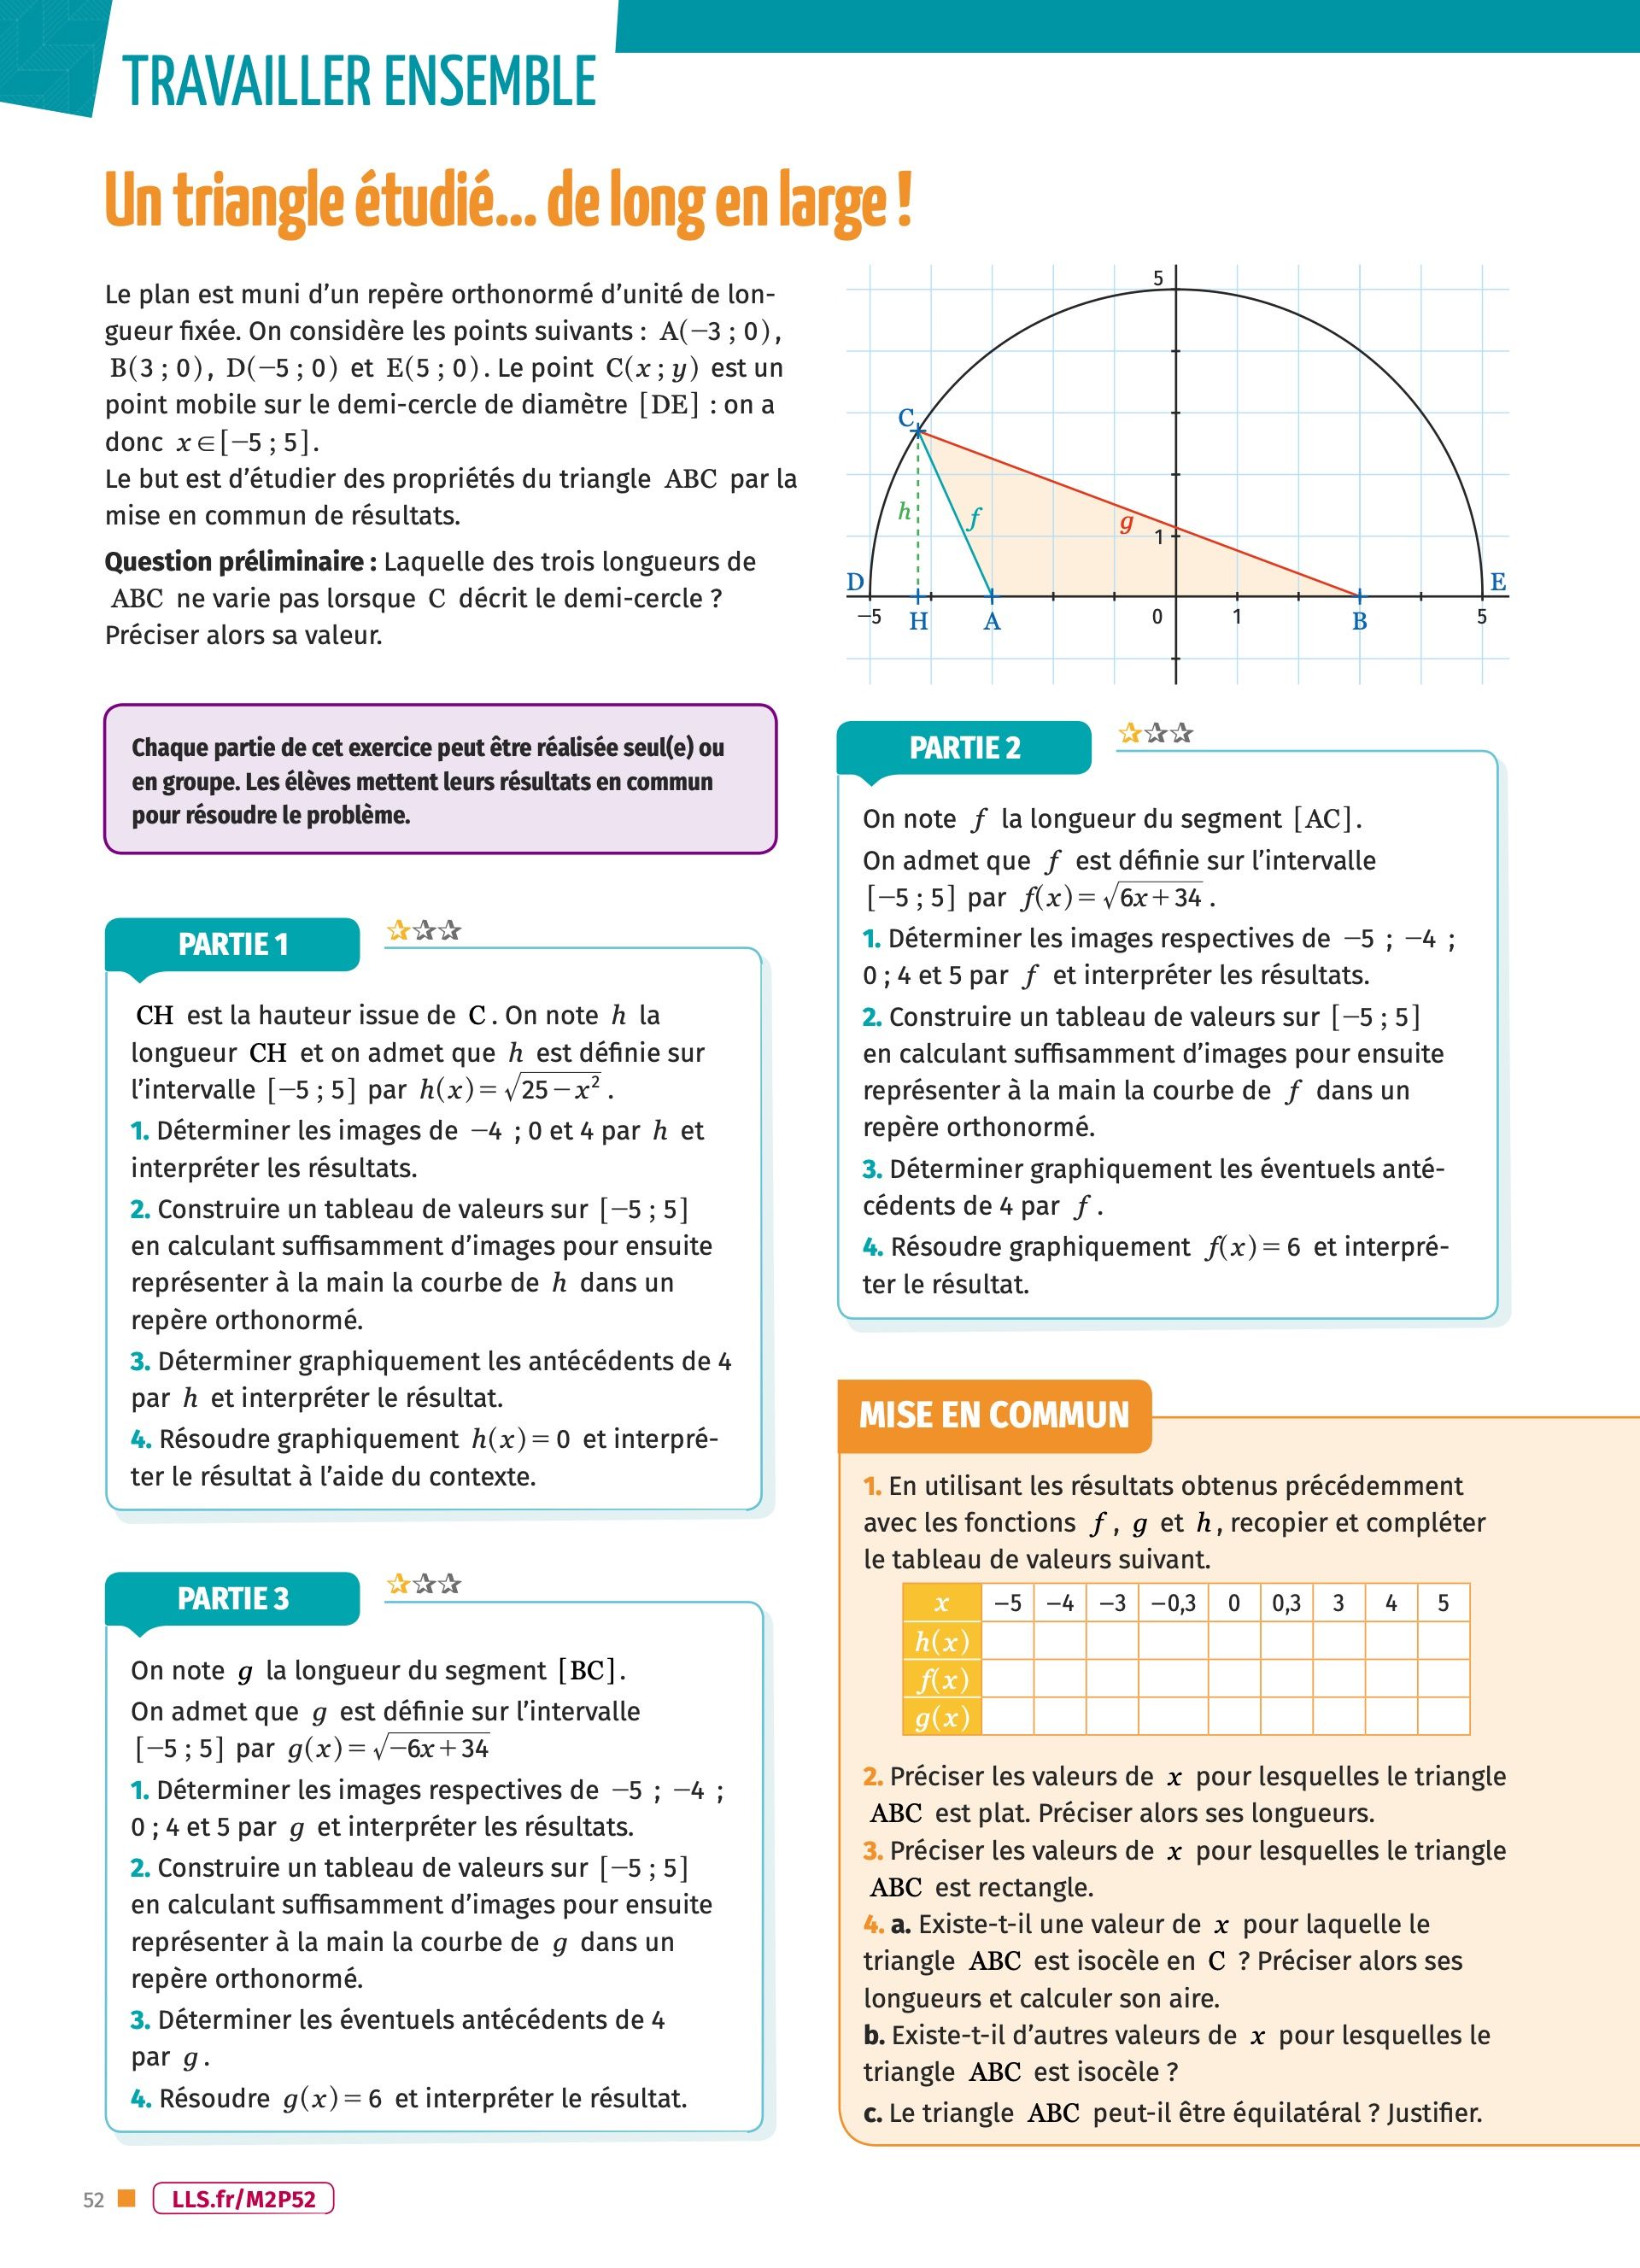 TRAVAILLER ENSEMBLE
Un triangle étudié... de long en large !
Le plan est muni d’un repère orthonormé d’unité de lon-
gueur fixée. On considère les points suivants : A(−3 ; 0),
B(3 ; 0), D(−5 ; 0) et E(5 ; 0). Le point C(x ; y) est un
point mobile sur le demi-cercle de diamètre [DE] : on a
donc x∈[−5 ; 5].
Le but est d’étudier des propriétés du triangle ABC par la
mise en commun de résultats.
Question préliminaire : Laquelle des trois longueurs de
ABC ne varie pas lorsque C décrit le demi-cercle ?
Préciser alors sa valeur.
5
C
h
f
g
1
D
E
−5
H
A
0
1
B
5
Chaque partie de cet exercice peut être réalisée seul(e) ou
en groupe. Les élèves mettent leurs résultats en commun
pour résoudre le problème.
PARTIE 1
CH est la hauteur issue de C. On note h la
longueur CH et on admet que h est définie sur
l’intervalle [−5 ; 5] par h(x) = √25−x² .
1. Déterminer les images de −4 ; 0 et 4 par h et
interpréter les résultats.
2. Construire un tableau de valeurs sur [−5 ; 5]
en calculant suffisamment d’images pour ensuite
représenter à la main la courbe de h dans un
repère orthonormé.
3. Déterminer graphiquement les antécédents de 4
par h et interpréter le résultat.
4. Résoudre graphiquement h(x) = 0 et interpré-
ter le résultat à l’aide du contexte.
PARTIE 2
On note f la longueur du segment [AC].
On admet que f est définie sur l’intervalle
[−5 ; 5] par f(x) = √6x+34 .
1. Déterminer les images respectives de −5 ; −4 ;
0 ; 4 et 5 par f et interpréter les résultats.
2. Construire un tableau de valeurs sur [−5 ; 5]
en calculant suffisamment d’images pour ensuite
représenter à la main la courbe de f dans un
repère orthonormé.
3. Déterminer graphiquement les éventuels anté-
cédents de 4 par f.
4. Résoudre graphiquement f(x) = 6 et interpré-
ter le résultat.
PARTIE 3
On note g la longueur du segment [BC].
On admet que g est définie sur l’intervalle
[−5 ; 5] par g(x) = √−6x+34
1. Déterminer les images respectives de −5 ; −4 ;
0 ; 4 et 5 par g et interpréter les résultats.
2. Construire un tableau de valeurs sur [−5 ; 5]
en calculant suffisamment d’images pour ensuite
représenter à la main la courbe de g dans un
repère orthonormé.
3. Déterminer les éventuels antécédents de 4
par g.
4. Résoudre g(x) = 6 et interpréter le résultat.
MISE EN COMMUN
1. En utilisant les résultats obtenus précédemment
avec les fonctions f, g et h, recopier et compléter
le tableau de valeurs suivant.
x −5 −4 −3 −0,3 0 0,3 3 4 5
h(x)
f(x)
g(x)
2. Préciser les valeurs de x pour lesquelles le triangle
ABC est plat. Préciser alors ses longueurs.
3. Préciser les valeurs de x pour lesquelles le triangle
ABC est rectangle.
4. a. Existe-t-il une valeur de x pour laquelle le
triangle ABC est isocèle en C ? Préciser alors ses
longueurs et calculer son aire.
b. Existe-t-il d’autres valeurs de x pour lesquelles le
triangle ABC est isocèle ?
c. Le triangle ABC peut-il être équilatéral ? Justifier.
52
LLS.fr/M2P52